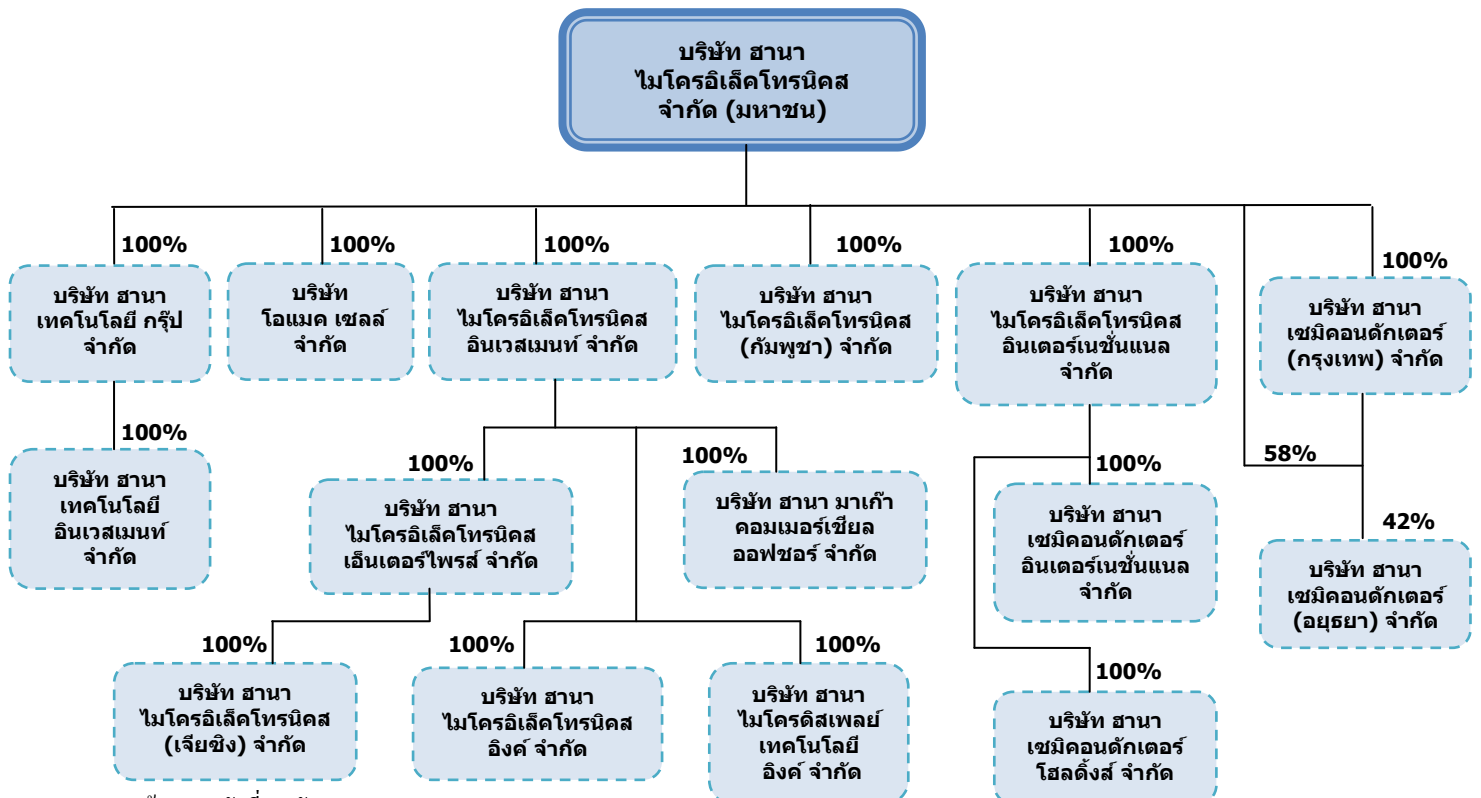 บริษัท ฮานา
ไมโครอิเล็คโทรนิคส
จำกัด (มหาชน)
100%
100%
100%
100%
100%
100%
บริษัท ฮานา
เทคโนโลยี กรุ๊ป
จำกัด
บริษัท
โอแมค เซลล์
จำกัด
บริษัท ฮานา
ไมโครอิเล็คโทรนิคส
อินเวสเมนท์ จำกัด
บริษัท ฮานา
ไมโครอิเล็คโทรนิคส
(กัมพูชา) จำกัด
บริษัท ฮานา
ไมโครอิเล็คโทรนิคส
อินเตอร์เนชั่นแนล
จำกัด
บริษัท ฮานา
เซมิคอนดักเตอร์
(กรุงเทพ) จำกัด
100%
100%
100%
100%
58%
42%
บริษัท ฮานา
เทคโนโลยี
อินเวสเมนท์
จำกัด
บริษัท ฮานา
ไมโครอิเล็คโทรนิคส
เอ็นเตอร์ไพรส์ จำกัด
บริษัท ฮานา มาเก๊า
คอมเมอร์เชียล
ออฟชอร์ จำกัด
บริษัท ฮานา
เซมิคอนดักเตอร์
อินเตอร์เนชั่นแนล
จำกัด
บริษัท ฮานา
เซมิคอนดักเตอร์
(อยุธยา) จำกัด
100%
100%
100%
100%
บริษัท ฮานา
ไมโครอิเล็คโทรนิคส
(เจียซิง) จำกัด
บริษัท ฮานา
ไมโครอิเล็คโทรนิคส
อิงค์ จำกัด
บริษัท ฮานา
ไมโครดิสเพลย์
เทคโนโลยี
อิงค์ จำกัด
บริษัท ฮานา
เซมิคอนดักเตอร์
โฮลดิ้งส์ จำกัด